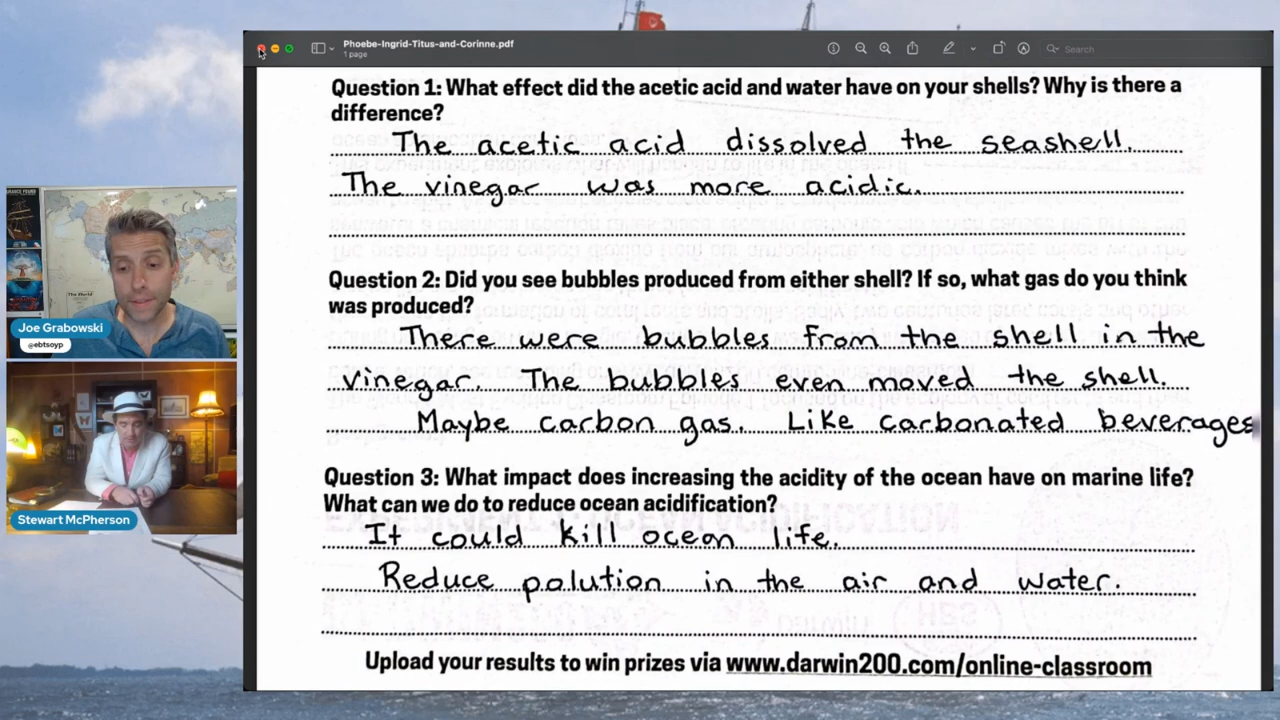 Phoebe-Ingrid-Titus-and-Corinne.pdf
1 page
Search
Question 1: What effect did the acetic acid and water have on your shells? Why is there a
difference?
The acetic acid dissolved the seashell.
The vinegar was more acidic.
Question 2: Did you see bubbles produced from either shell? If so, what gas do you think
was produced?
There were bubbles from the shell in the
vinegar. The bubbles even moved the shell.
Maybe carbon gas. Like carbonated beverages
Question 3: What impact does increasing the acidity of the ocean have on marine life?
What can we do to reduce ocean acidification?
It could kill ocean life.
Reduce polution in the air and water.
Upload your results to win prizes via www.darwin200.com/online-classroom
Joe Grabowski
@ebtsoyp
Stewart McPherson